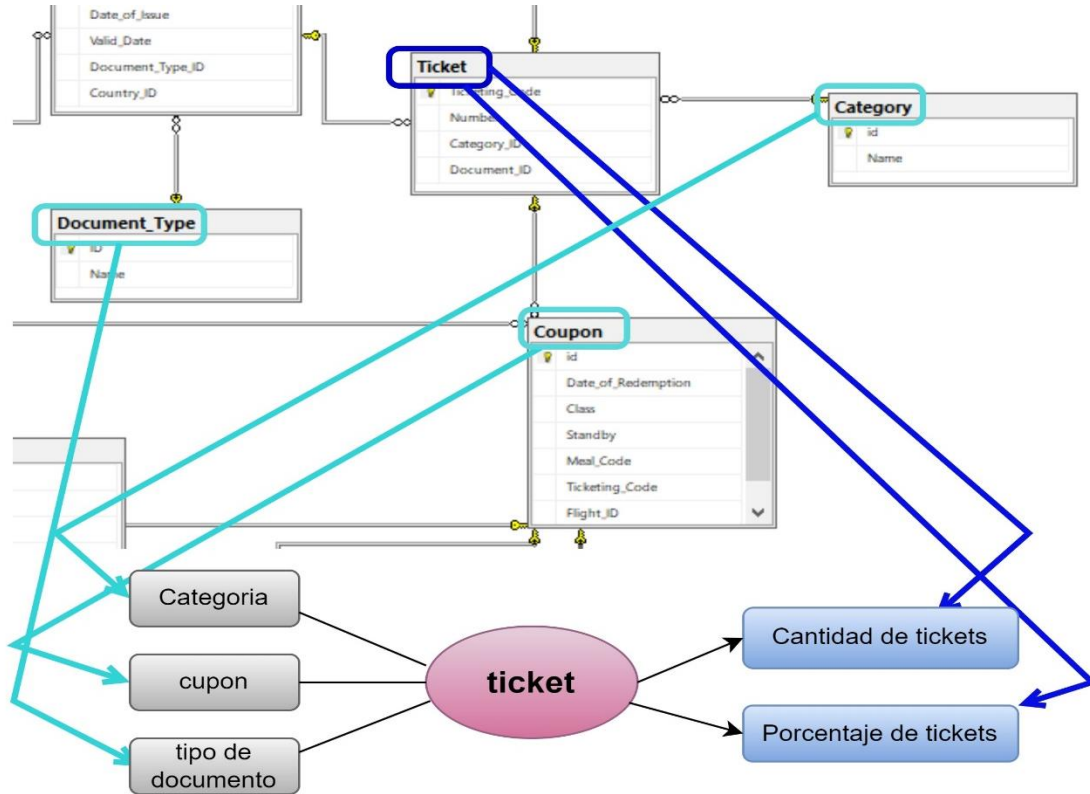 Date_of_Issue
Valid_Date
Document_Type_ID
Country_ID
Ticket
Ticketing_Code
Number
Category_ID
Document_ID
Category
id
Name
Document_Type
ID
Name
Coupon
id
Date_of_Redemption
Class
Standby
Meal_Code
Ticketing_Code
Flight_ID
Categoria
cupon
tipo de
documento
ticket
Cantidad de tickets
Porcentaje de tickets